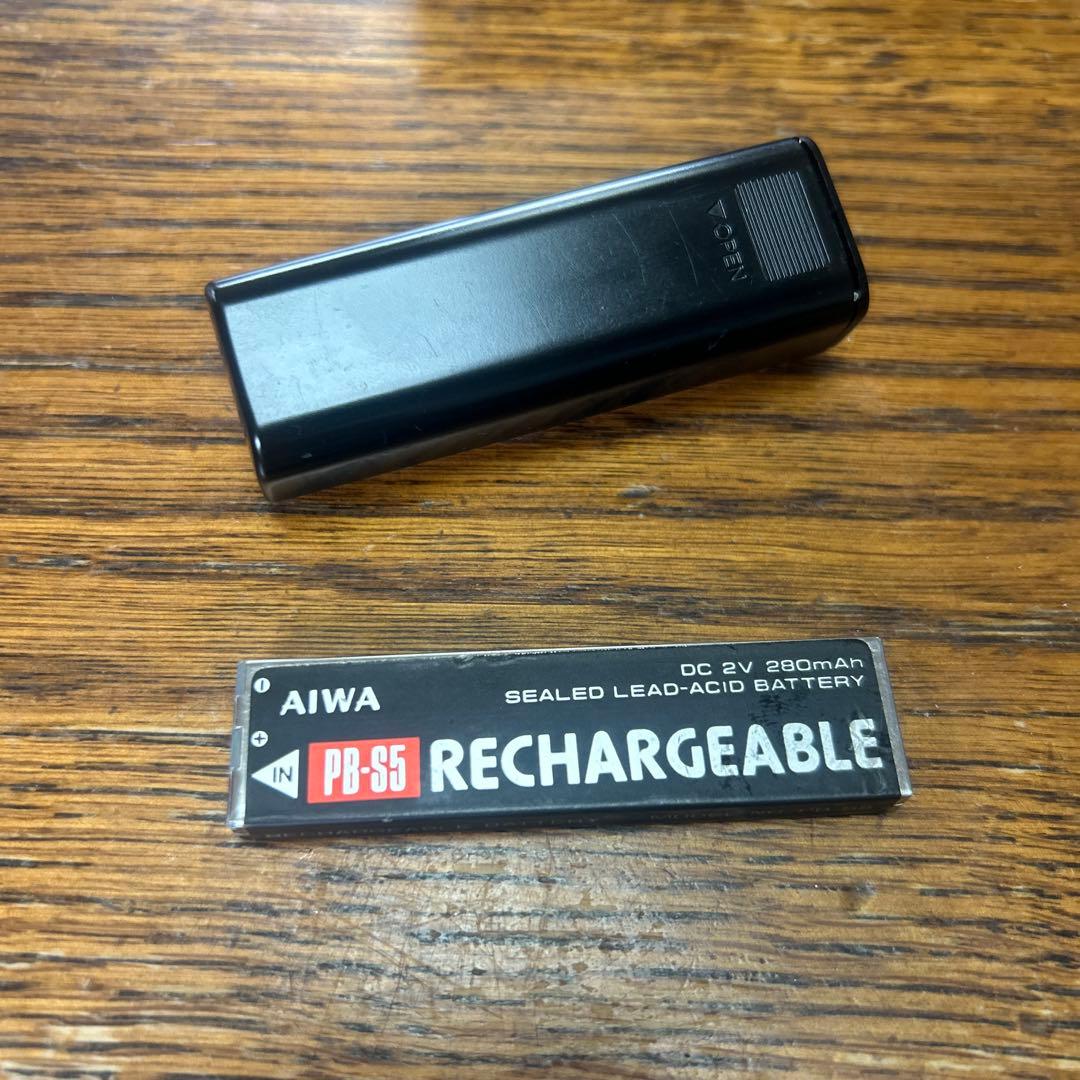 OPEN
DC 2V 280mAh
AIWA
SEALED LEAD-ACID BATTERY
IN
PB-S5 RECHARGEABLE